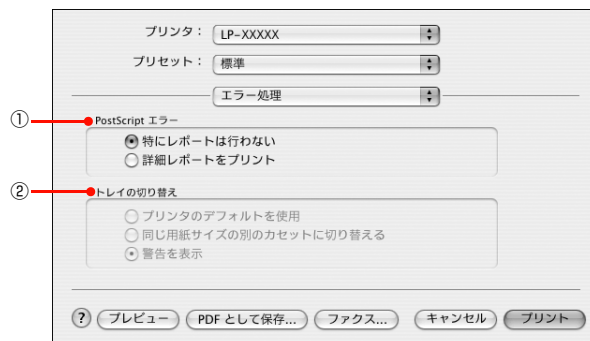 プリンタ： LP-XXXXX
プリセット： 標準
エラー処理
① PostScript エラー
特にレポートは行わない
詳細レポートをプリント
② トレイの切り替え
プリンタのデフォルトを使用
同じ用紙サイズの別のカセットに切り替える
警告を表示
? プレビュー PDF として保存... ファクス... キャンセル プリント